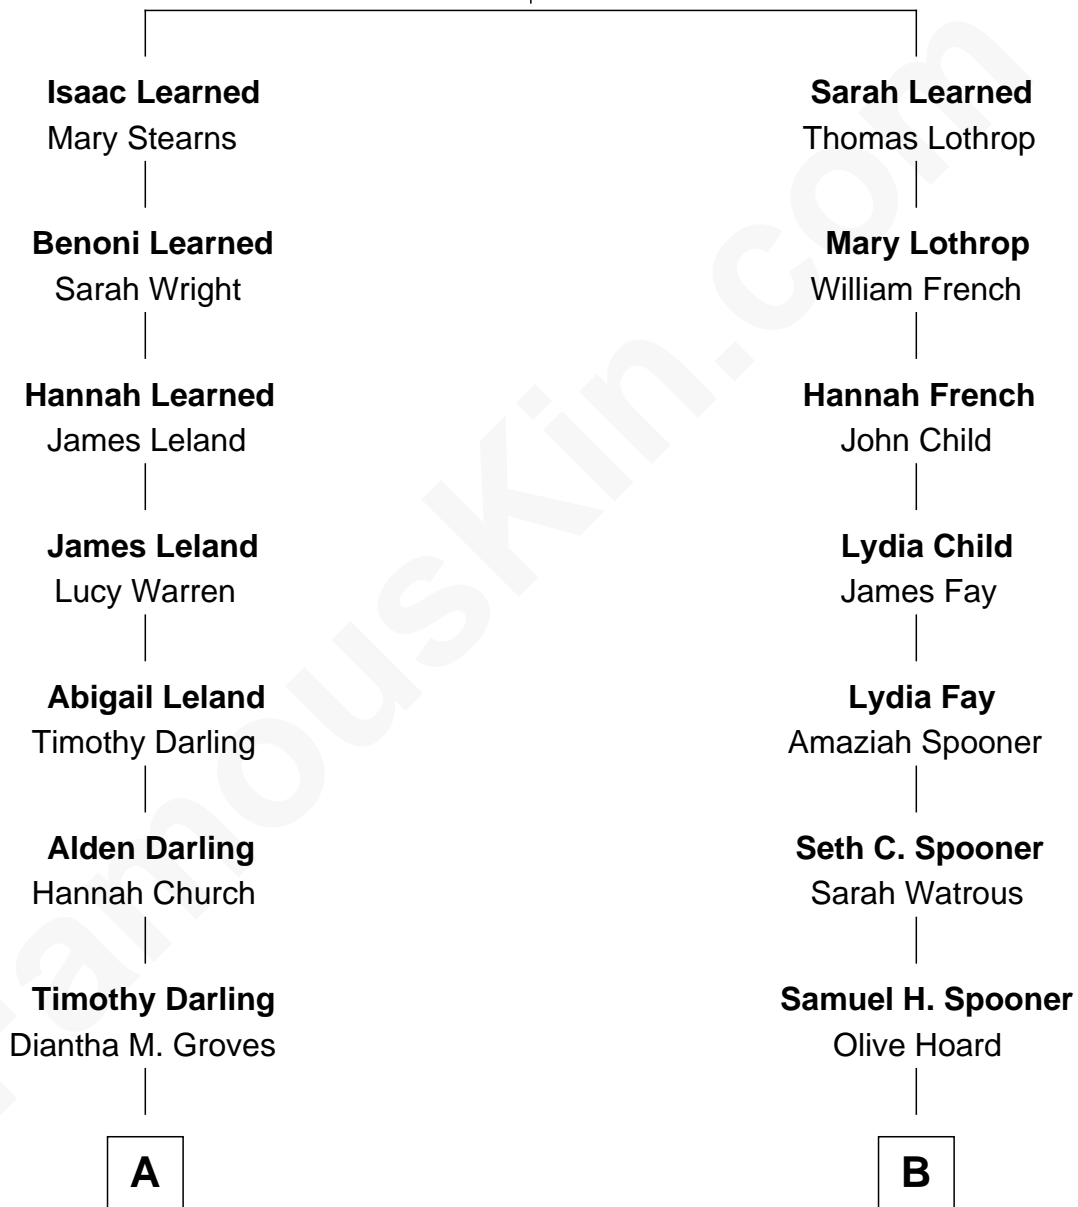 Isaac Learned
Mary Stearns
Sarah Learned
Thomas Lothrop
Benoni Learned
Sarah Wright
Mary Lothrop
William French
Hannah Learned
James Leland
Hannah French
John Child
James Leland
Lucy Warren
Lydia Child
James Fay
Abigail Leland
Timothy Darling
Lydia Fay
Amaziah Spooner
Alden Darling
Hannah Church
Seth C. Spooner
Sarah Watrous
Timothy Darling
Diantha M. Groves
Samuel H. Spooner
Olive Hoard
A
B
FamousKin.com